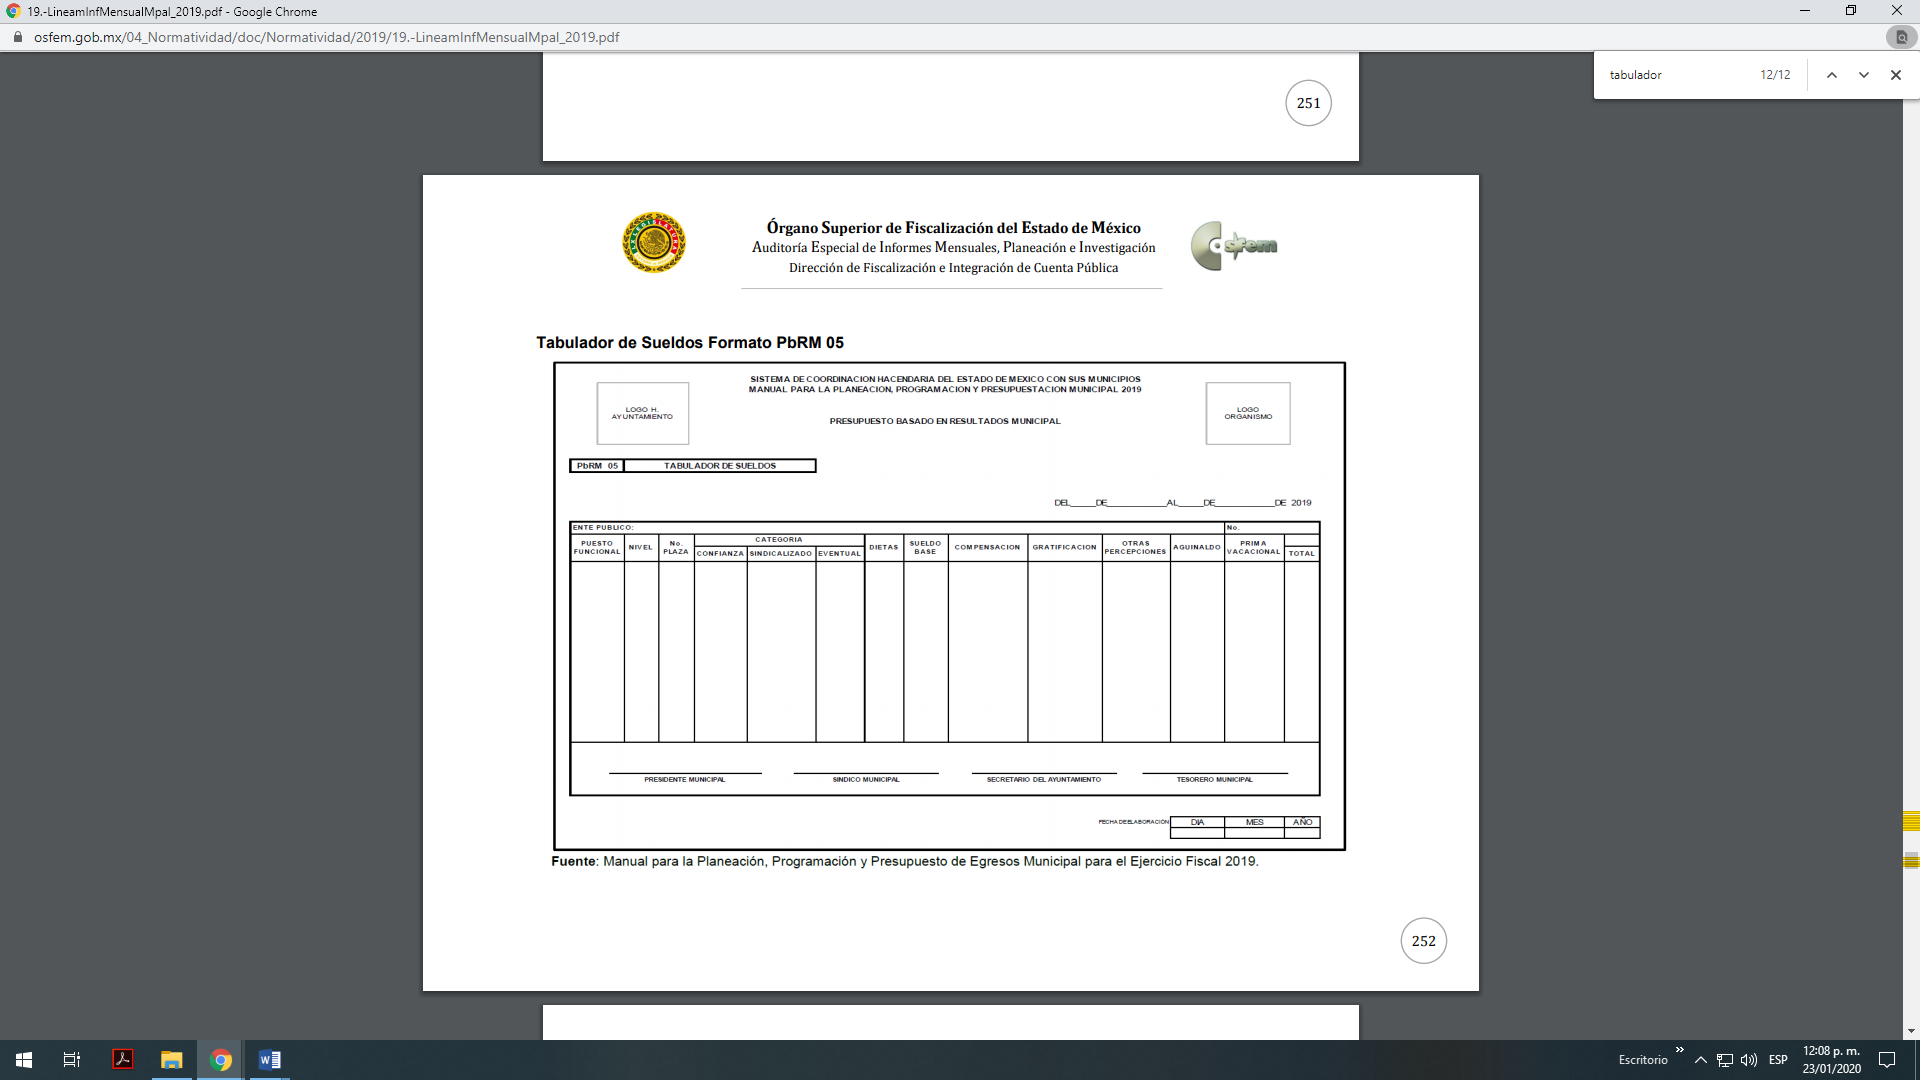 19.-LineamInfMensualMpal_2019.pdf - Google Chrome
osfem.gob.mx/04_Normatividad/doc/Normatividad/2019/19.-LineamInfMensualMpal_2019.pdf
tabulador 12/12
251
Órgano Superior de Fiscalización del Estado de México
Auditoría Especial de Informes Mensuales, Planeación e Investigación
Dirección de Fiscalización e Integración de Cuenta Pública
osfem
Tabulador de Sueldos Formato PbRM 05
SISTEMA DE COORDINACION HACENDARIA DEL ESTADO DE MEXICO CON SUS MUNICIPIOS
MANUAL PARA LA PLANEACION, PROGRAMACION Y PRESUPUESTACION MUNICIPAL 2019
LOGO H.
AYUNTAMIENTO
LOGO
ORGANISMO
PRESUPUESTO BASADO EN RESULTADOS MUNICIPAL
PbRM 05 TABULADOR DE SUELDOS
DEL_____DE____________AL_____DE____________DE 2019
ENTE PUBLICO: No.
PUESTO FUNCIONAL NIVEL No. PLAZA CATEGORIA CONFIANZA SINDICALIZADO EVENTUAL DIETAS SUELDO BASE COMPENSACION GRATIFICACION OTRAS PERCEPCIONES AGUINALDO PRIMA VACACIONAL TOTAL
PRESIDENTE MUNICIPAL SINDICO MUNICIPAL SECRETARIO DEL AYUNTAMIENTO TESORERO MUNICIPAL
FECHA DE ELABORACIÓN DIA MES AÑO
Fuente: Manual para la Planeación, Programación y Presupuesto de Egresos Municipal para el Ejercicio Fiscal 2019.
252
Escritorio
ESP
12:08 p. m.
23/01/2020